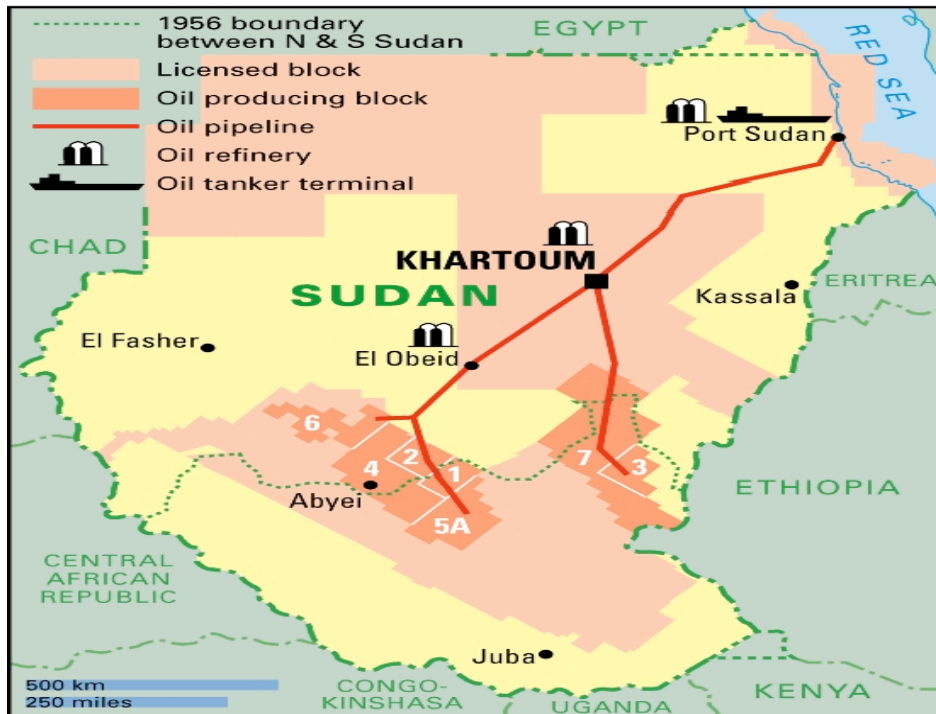 1956 boundary
between N & S Sudan
Licensed block
Oil producing block
Oil pipeline
Oil refinery
Oil tanker terminal
EGYPT
RED SEA
Port Sudan
CHAD
KHARTOUM
SUDAN
Kassala
ERITREA
El Fasher
El Obeid
6
2
4
1
7
3
Abyei
5A
ETHIOPIA
CENTRAL
AFRICAN
REPUBLIC
Juba
500 km
250 miles
CONGO-
KINSHASA
UGANDA
KENYA